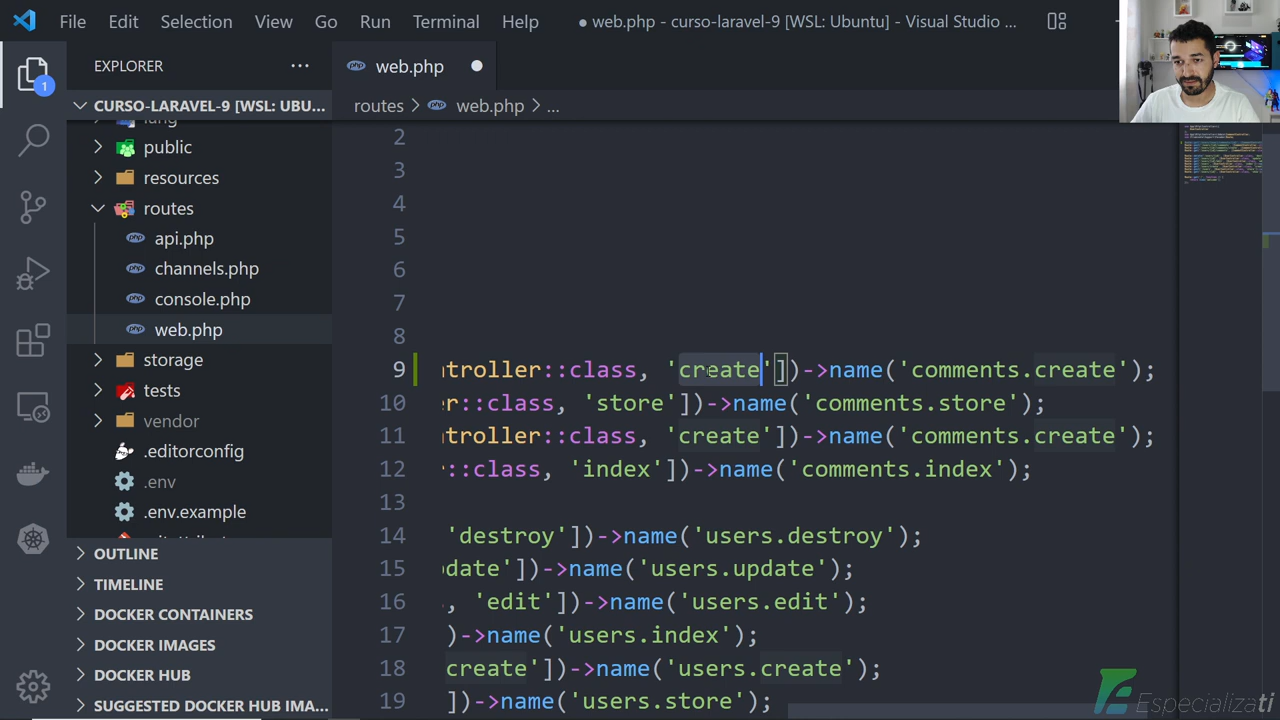 File Edit Selection View Go Run Terminal Help ● web.php - curso-laravel-9 [WSL: Ubuntu] - Visual Studio ...
EXPLORER ...
1
CURSO-LARAVEL-9 [WSL: UBU...
lang
public
resources
routes
api.php
channels.php
console.php
web.php
storage
tests
vendor
.editorconfig
.env
.env.example
OUTLINE
TIMELINE
DOCKER CONTAINERS
DOCKER IMAGES
DOCKER HUB
SUGGESTED DOCKER HUB IMA...
web.php ●
routes > web.php > ...
2
3
4
5
6
7
8
9 ntroller::class, 'create'])->name('comments.create');
10 er::class, 'store'])->name('comments.store');
11 ntroller::class, 'create'])->name('comments.create');
12 r::class, 'index'])->name('comments.index');
13
14 'destroy'])->name('users.destroy');
15 pdate'])->name('users.update');
16 , 'edit'])->name('users.edit');
17 )->name('users.index');
18 create'])->name('users.create');
19 ])->name('users.store');
Especializati